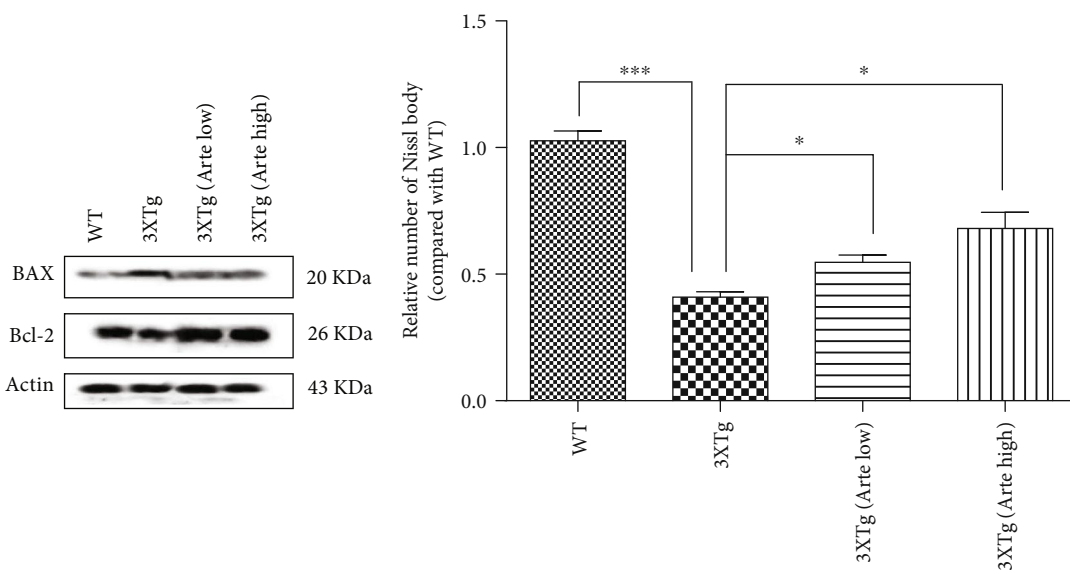 WT
3XTg
3XTg (Arte low)
3XTg (Arte high)
BAX
20 KDa
Bcl-2
26 KDa
Actin
43 KDa
Relative number of Nissl body
(compared with WT)
1.5
1.0
0.5
0.0
***
*
*
WT
3XTg
3XTg (Arte low)
3XTg (Arte high)